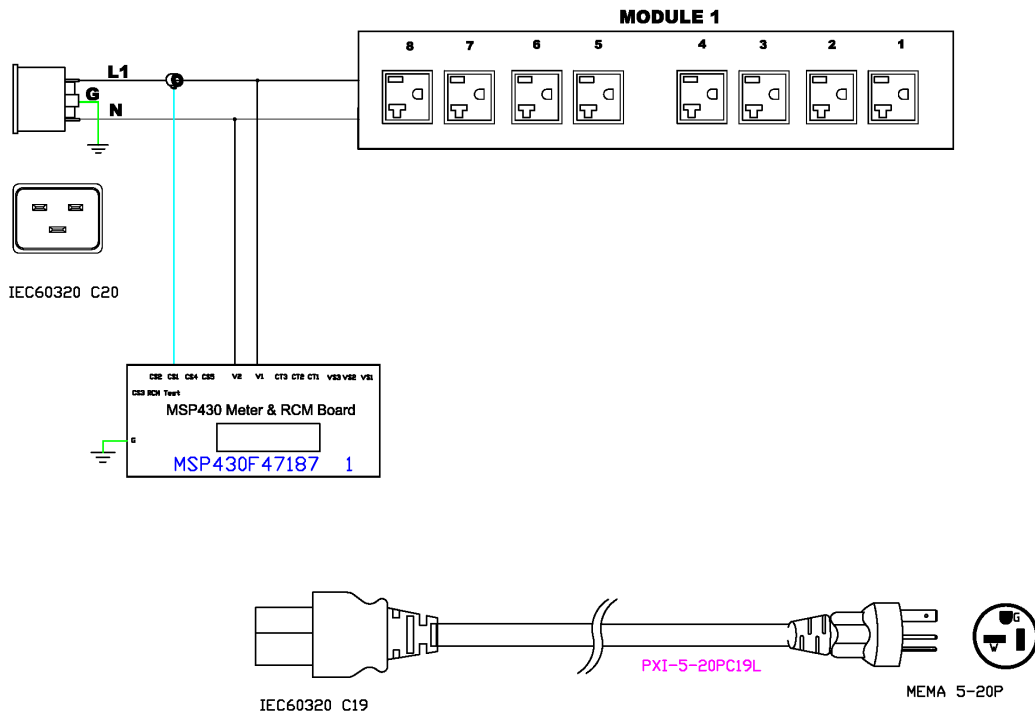 MODULE 1
8 7 6 5 4 3 2 1
L1
G
N
IEC60320 C20
CS2 CS1 CS4 CS5 V2 V1 CT3 CT2 CT1 VS3 VS2 VS1
CS3 RCM Test
MSP430 Meter & RCM Board
G
MSP430F47187 1
G
PXI-5-20PC19L
MEMA 5-20P
IEC60320 C19